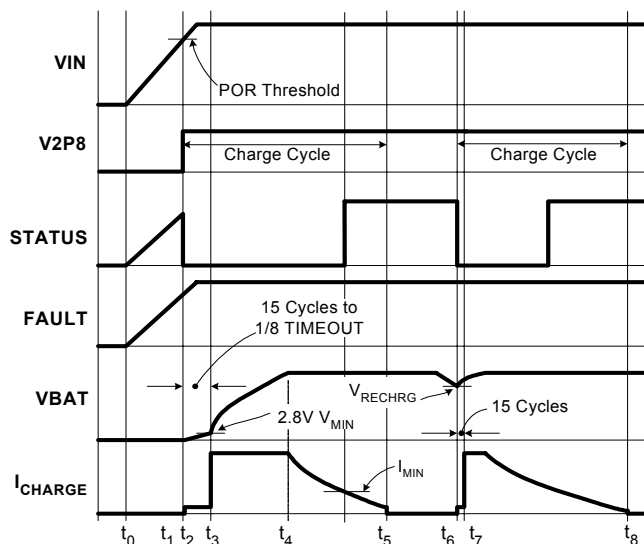 VIN
POR Threshold
V2P8
Charge Cycle
Charge Cycle
STATUS
FAULT
15 Cycles to
1/8 TIMEOUT
VBAT
VRECHRG
2.8V VMIN
15 Cycles
ICHARGE
IMIN
t0 t1 t2 t3 t4 t5 t6 t7 t8